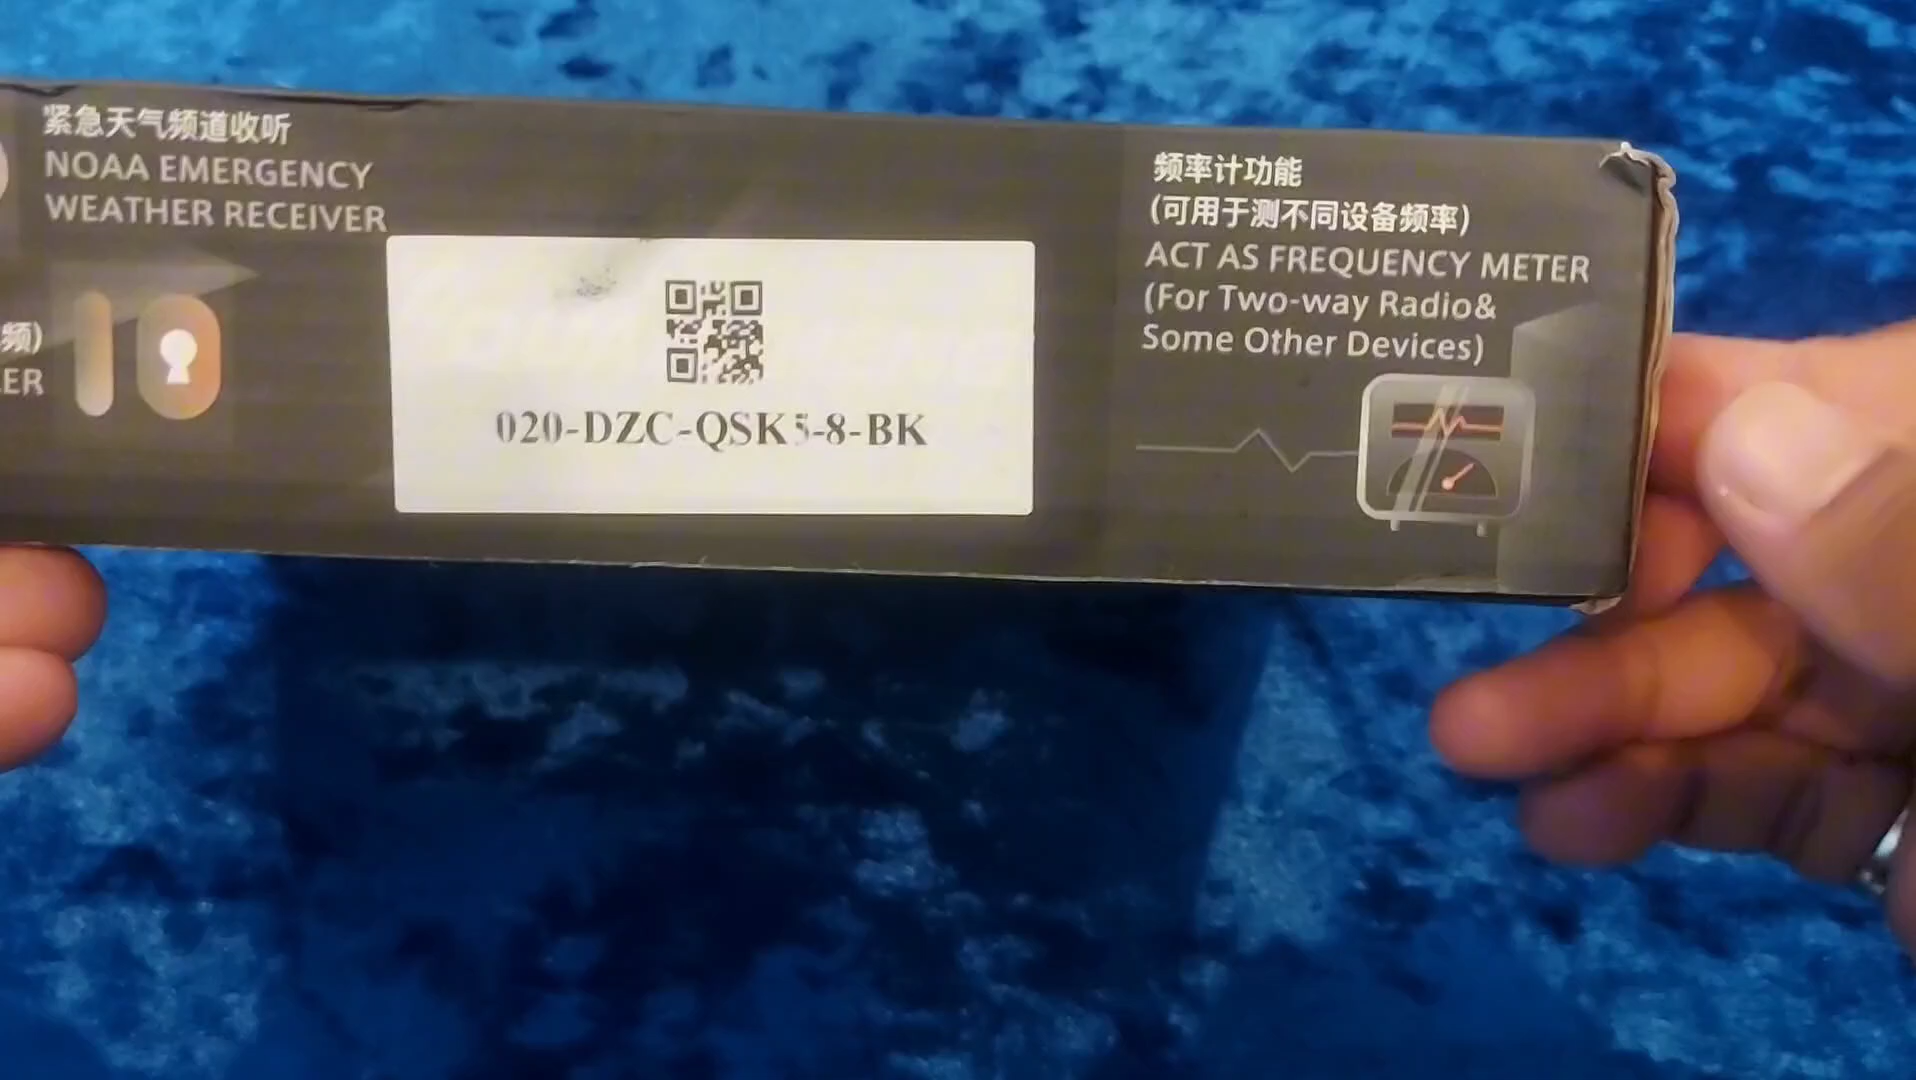 紧急天气频道收听
NOAA EMERGENCY
WEATHER RECEIVER
频)
ER
020-DZC-QSK5-8-BK
频率计功能
(可用于测不同设备频率)
ACT AS FREQUENCY METER
(For Two-way Radio&
Some Other Devices)